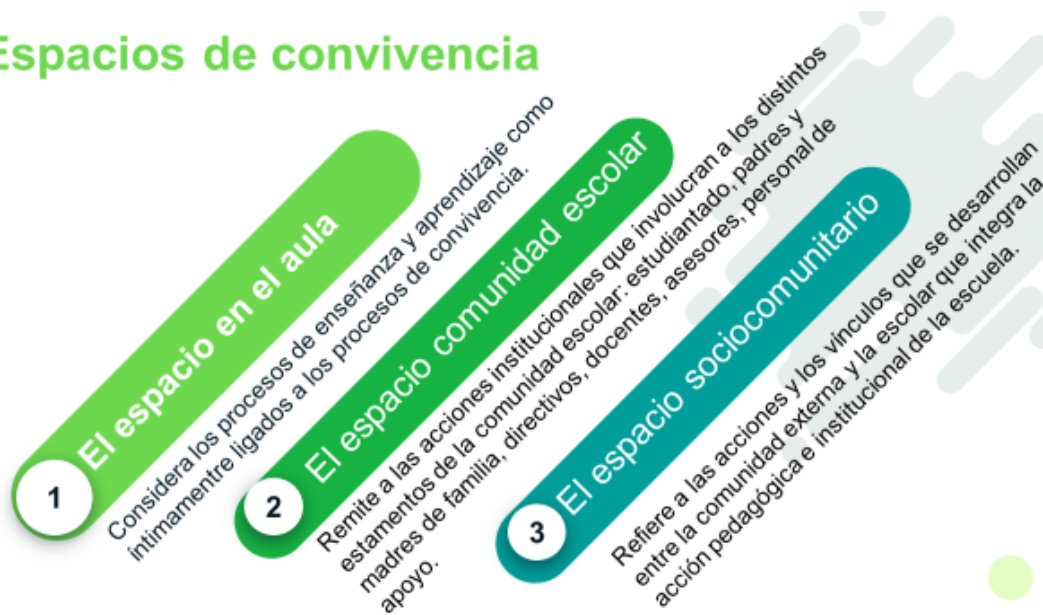 Espacios de convivencia
1
El espacio en el aula
Considera los procesos de enseñanza y aprendizaje como
íntimamentre ligados a los procesos de convivencia.
2
El espacio comunidad escolar
Remite a las acciones institucionales que involucran a los distintos
estamentos de la comunidad escolar: estudiantado, padres y
madres de familia, directivos, docentes, asesores, personal de
apoyo.
3
El espacio sociocomunitario
Refiere a las acciones y los vínculos que se desarrollan
entre la comunidad externa y la escolar que integra la
acción pedagógica e institucional de la escuela.